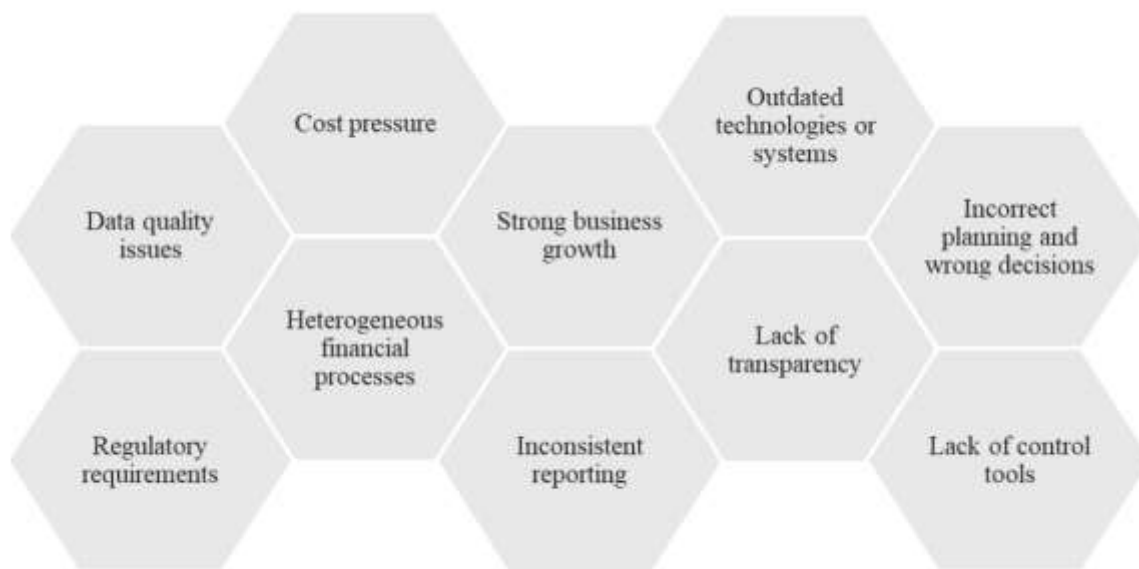 Cost pressure
Outdated
technologies or
systems
Data quality
issues
Strong business
growth
Incorrect
planning and
wrong decisions
Heterogeneous
financial
processes
Lack of
transparency
Regulatory
requirements
Inconsistent
reporting
Lack of control
tools